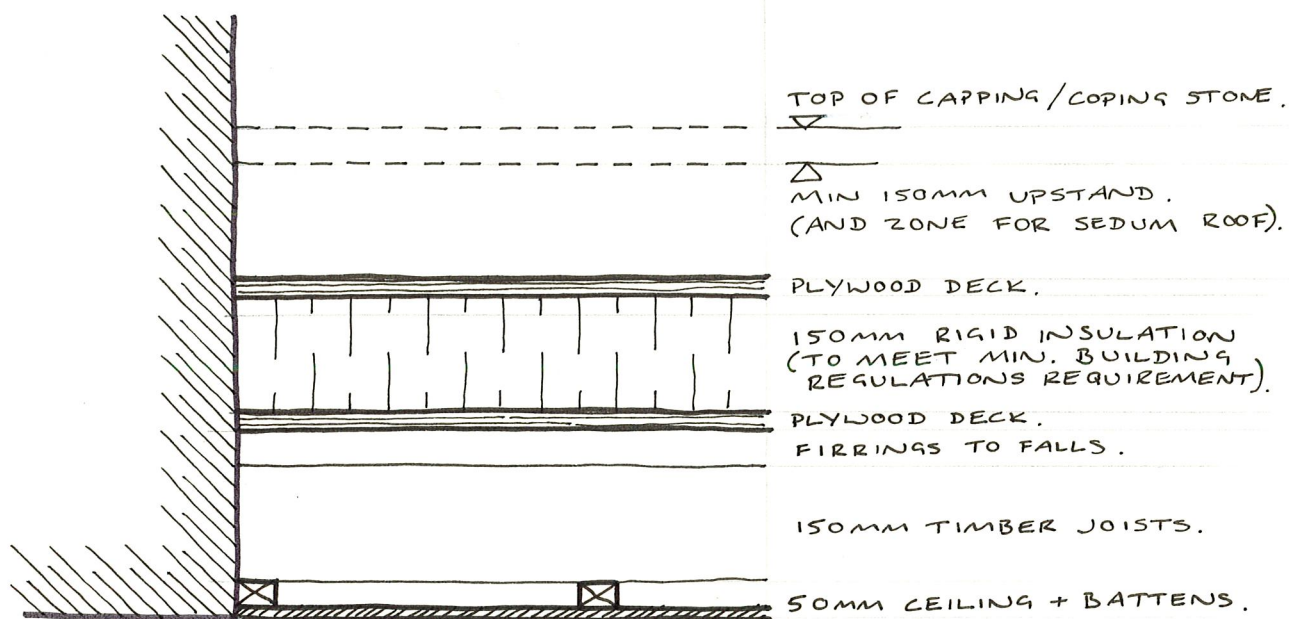 TOP OF CAPPING/COPING STONE.
MIN 150MM UPSTAND.
(AND ZONE FOR SEDUM ROOF).
PLYWOOD DECK.
150MM RIGID INSULATION
(TO MEET MIN. BUILDING
REGULATIONS REQUIREMENT).
PLYWOOD DECK.
FIRRINGS TO FALLS.
150MM TIMBER JOISTS.
50MM CEILING + BATTENS.